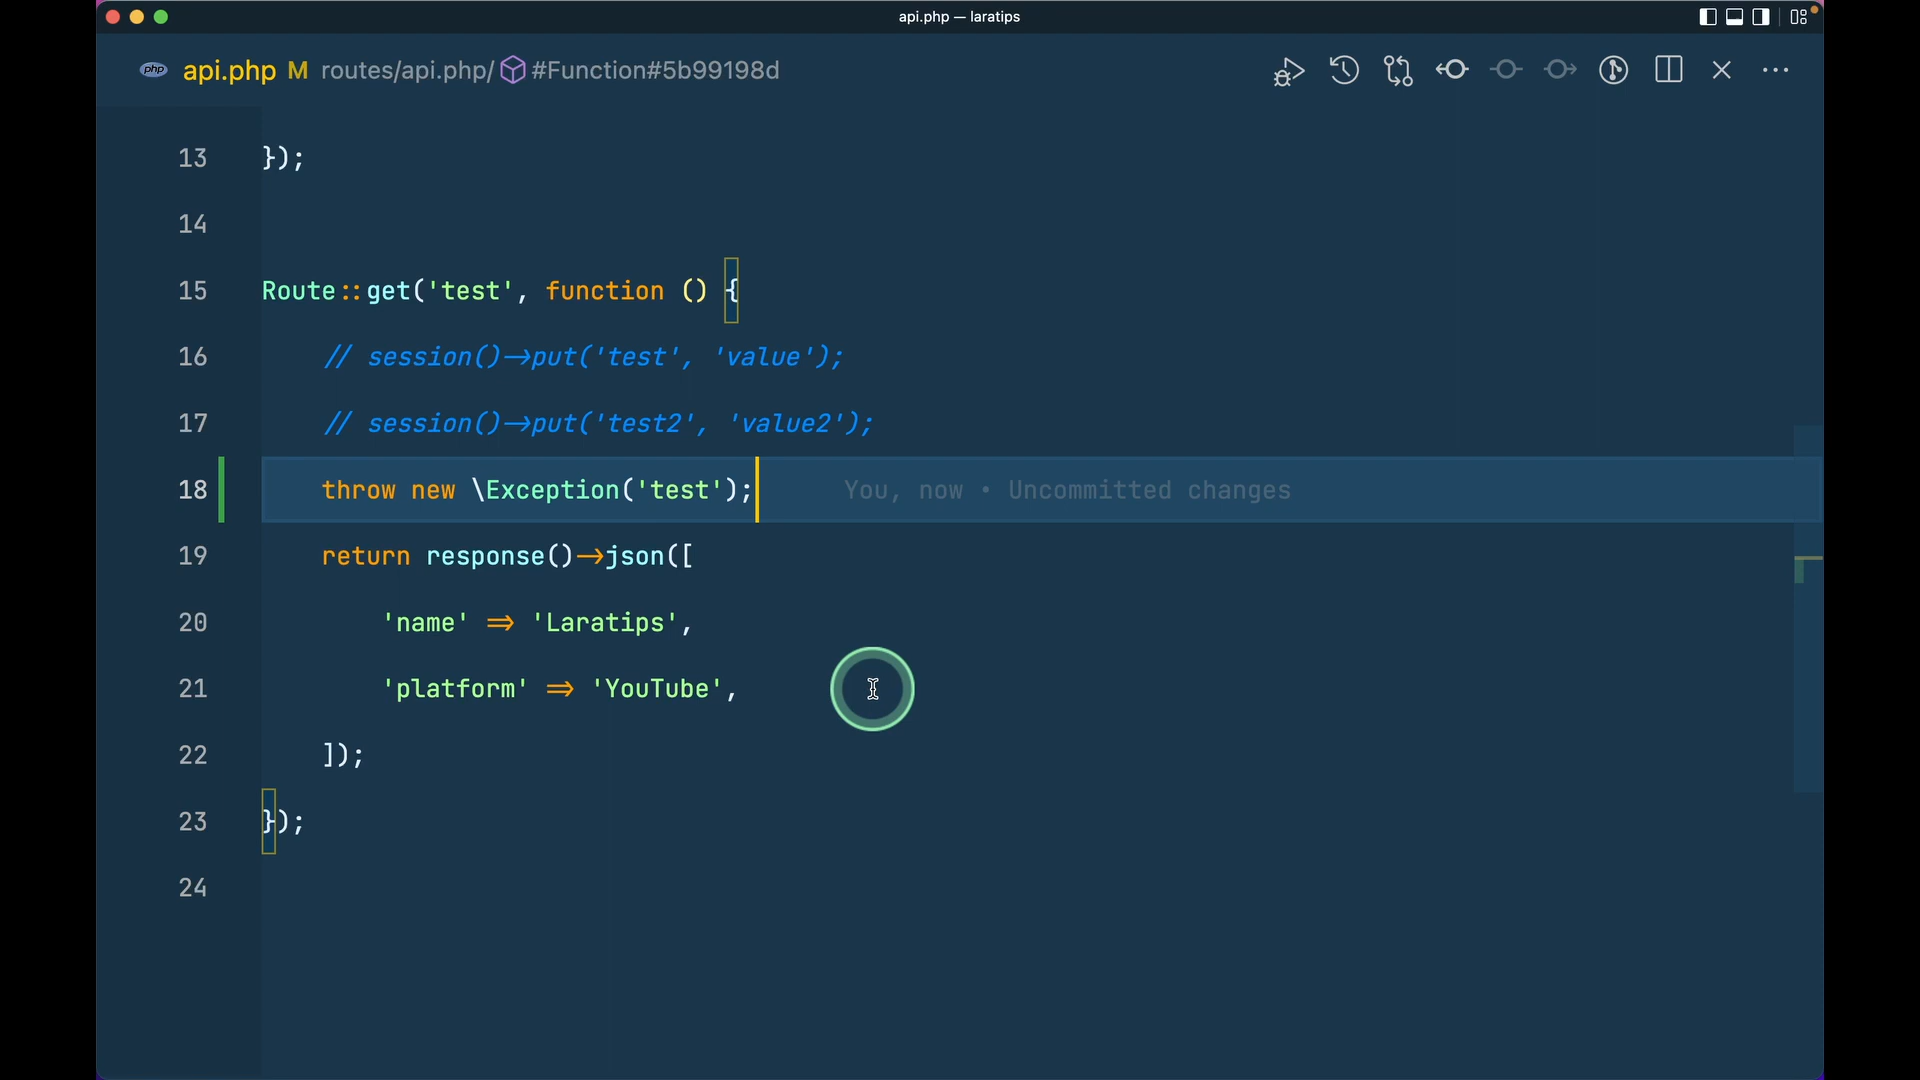 api.php — laratips
php api.php M routes/api.php/ #Function#5b99198d
13 });
14
15 Route::get('test', function () {
16 // session()->put('test', 'value');
17 // session()->put('test2', 'value2');
18 throw new \Exception('test'); You, now • Uncommitted changes
19 return response()->json([
20 'name' => 'Laratips',
21 'platform' => 'YouTube',
22 ]);
23 });
24